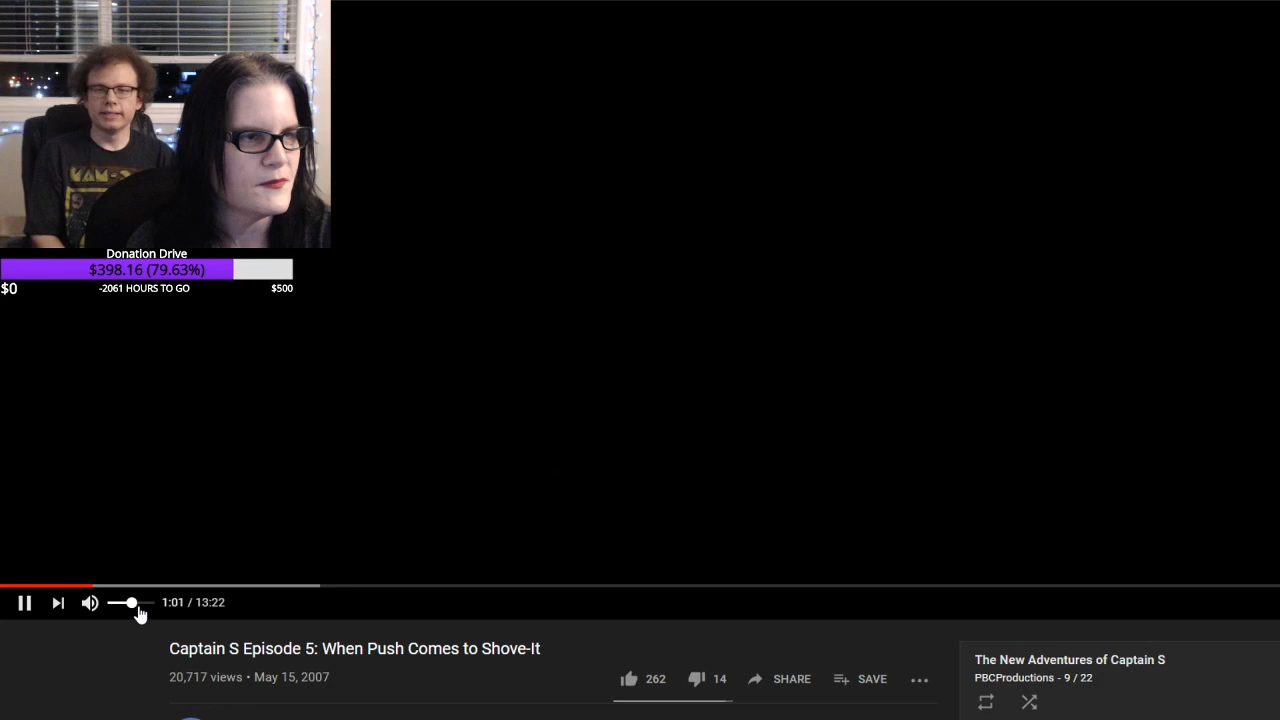 Donation Drive
$398.16 (79.63%)
$0
-2061 HOURS TO GO
$500
1:01 / 13:22
Captain S Episode 5: When Push Comes to Shove-It
20,717 views • May 15, 2007
262
14
SHARE
SAVE
The New Adventures of Captain S
PBCProductions - 9 / 22